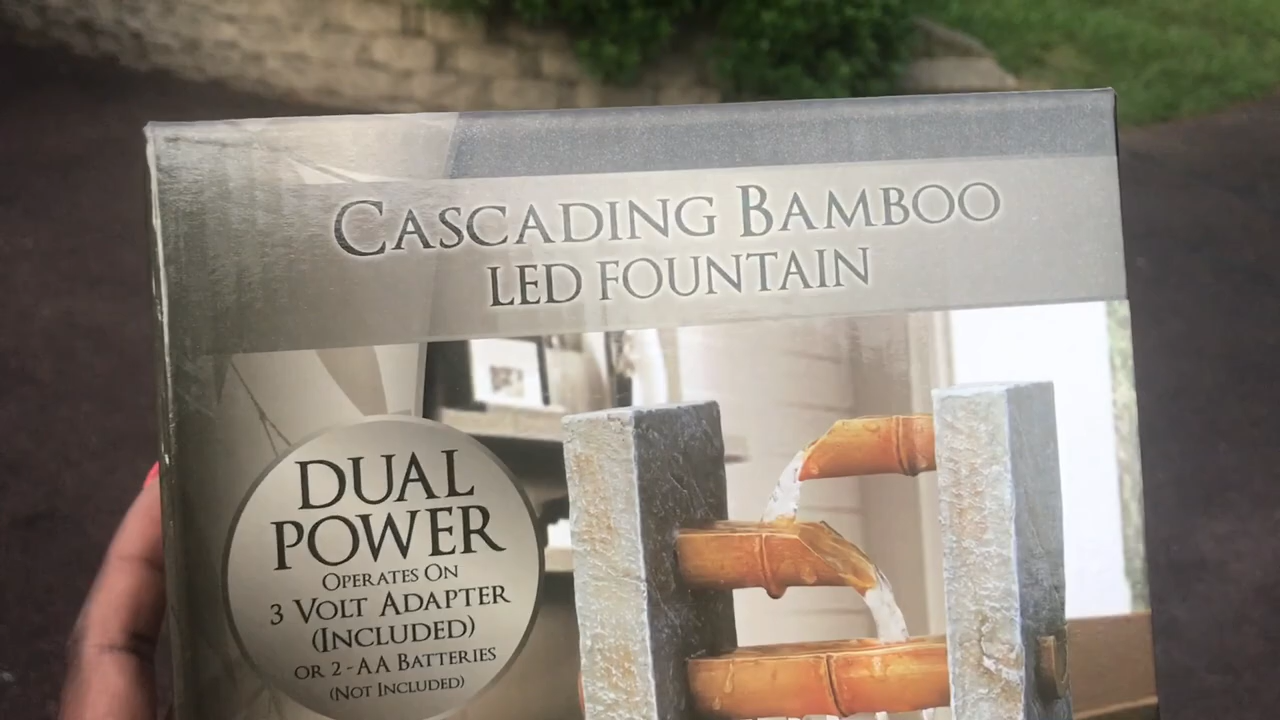 CASCADING BAMBOO
LED FOUNTAIN
DUAL
POWER
OPERATES ON
3 VOLT ADAPTER
(INCLUDED)
OR 2-AA BATTERIES
(NOT INCLUDED)